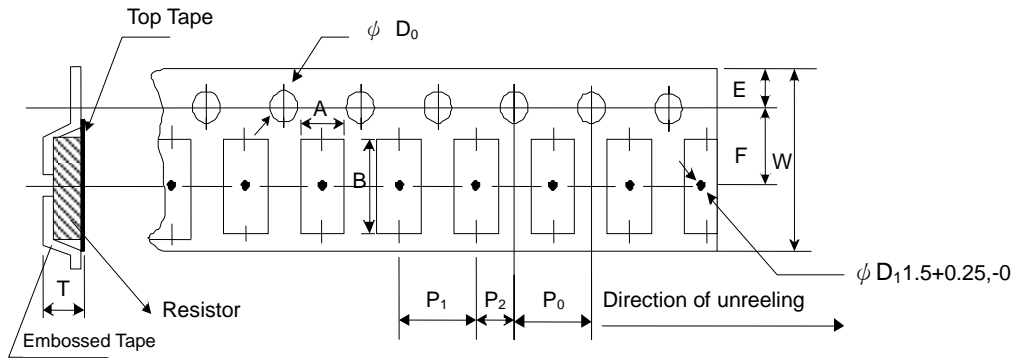 Top Tape
ϕ D₀
A
E
B
F
W
T
Resistor
Embossed Tape
P₁
P₂
P₀
Direction of unreeling
ϕ D₁ 1.5+0.25,-0